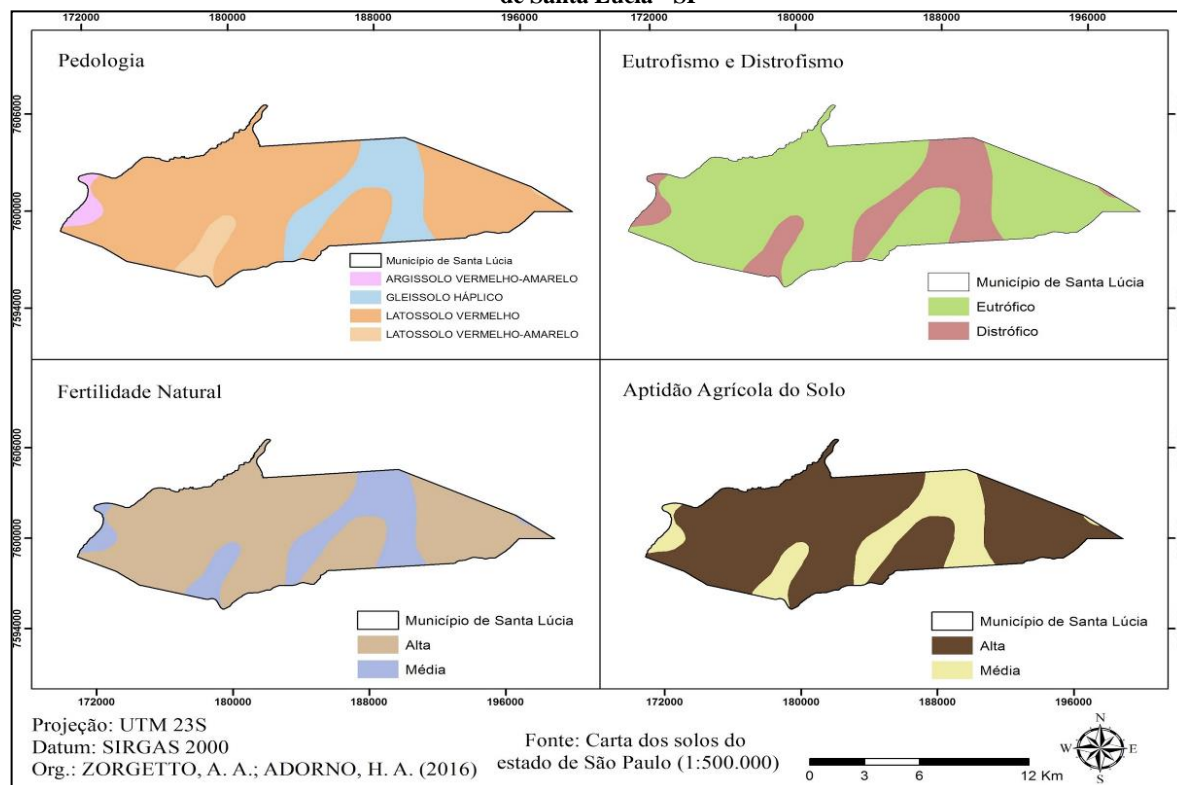 de Santa Lúcia - SP
172000 180000 188000 196000 172000 180000 188000 196000
7606000
7600000
7594000
Pedologia
Município de Santa Lúcia
ARGISSOLO VERMELHO-AMARELO
GLEISSOLO HÁPLICO
LATOSSOLO VERMELHO
LATOSSOLO VERMELHO-AMARELO
Eutrofismo e Distrofismo
Município de Santa Lúcia
Eutrófico
Distrófico
7606000
7600000
7594000
Fertilidade Natural
Município de Santa Lúcia
Alta
Média
Aptidão Agrícola do Solo
Município de Santa Lúcia
Alta
Média
172000 180000 188000 196000 172000 180000 188000 196000
Projeção: UTM 23S
Datum: SIRGAS 2000
Org.: ZORGETTO, A. A.; ADORNO, H. A. (2016)
Fonte: Carta dos solos do
estado de São Paulo (1:500.000)
0 3 6 12 Km
N
W E
S